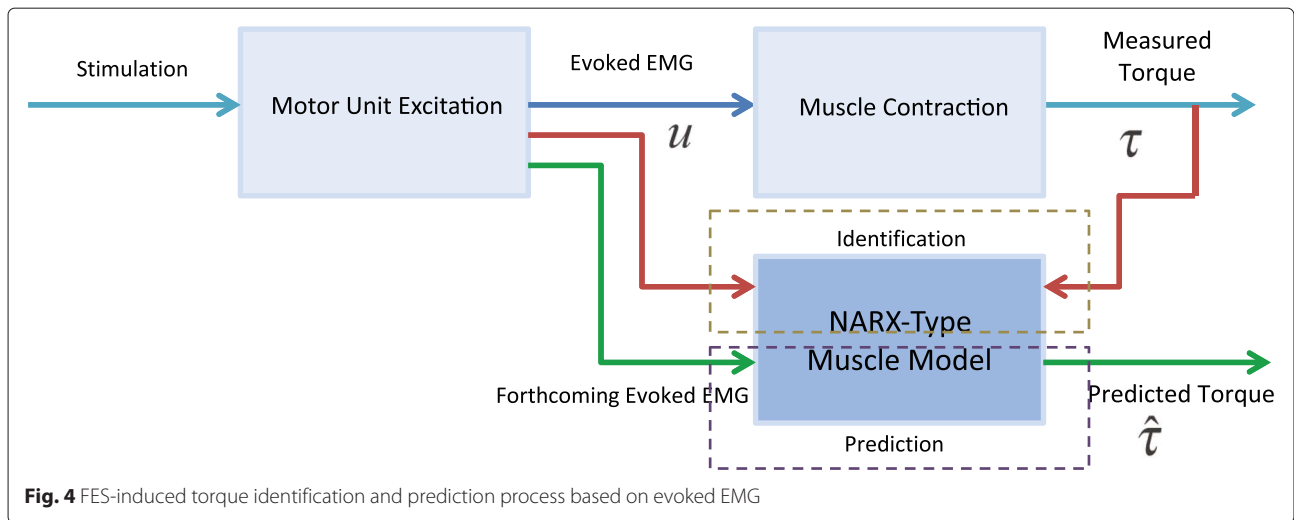 Stimulation
Motor Unit Excitation
Evoked EMG
u
Muscle Contraction
Measured
Torque
τ
Identification
NARX-Type
Muscle Model
Forthcoming Evoked EMG
Prediction
Predicted Torque
τ̂
Fig. 4 FES-induced torque identification and prediction process based on evoked EMG